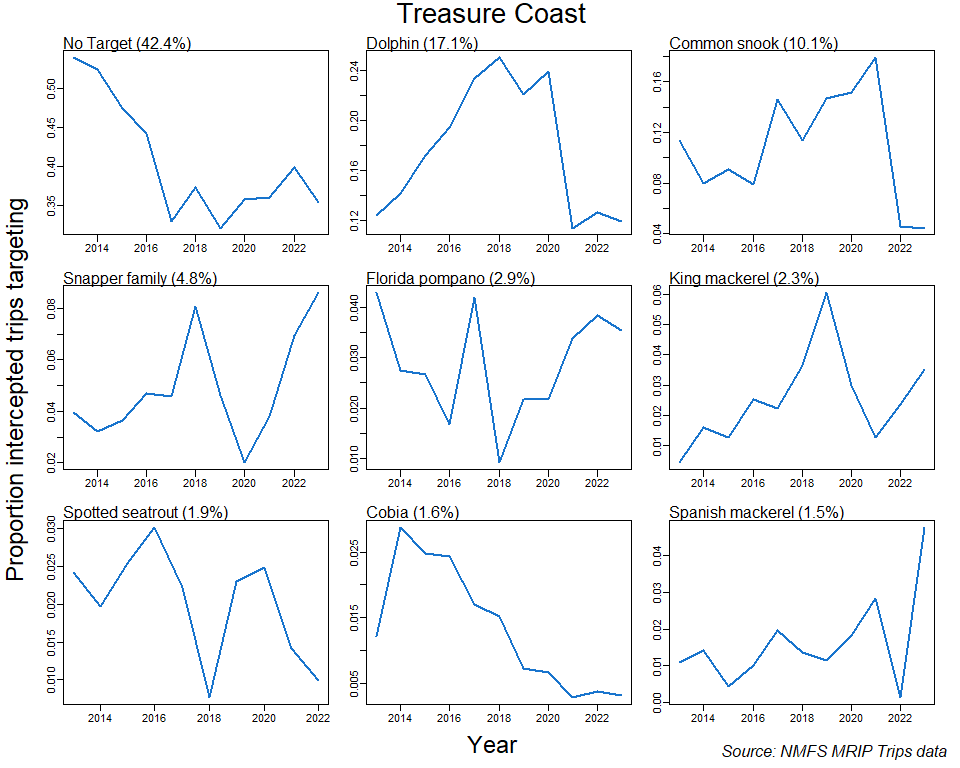 Treasure Coast
Proportion intercepted trips targeting
No Target (42.4%)
0.35 0.40 0.45 0.50
2014 2016 2018 2020 2022
Dolphin (17.1%)
0.12 0.16 0.20 0.24
2014 2016 2018 2020 2022
Common snook (10.1%)
0.04 0.08 0.12 0.16
2014 2016 2018 2020 2022
Snapper family (4.8%)
0.02 0.04 0.06 0.08
2014 2016 2018 2020 2022
Florida pompano (2.9%)
0.010 0.020 0.030 0.040
2014 2016 2018 2020 2022
King mackerel (2.3%)
0.01 0.02 0.03 0.04 0.05 0.06
2014 2016 2018 2020 2022
Spotted seatrout (1.9%)
0.010 0.015 0.020 0.025 0.030
2014 2016 2018 2020 2022
Cobia (1.6%)
0.005 0.015 0.025
2014 2016 2018 2020 2022
Spanish mackerel (1.5%)
0.00 0.01 0.02 0.03 0.04
2014 2016 2018 2020 2022
Year
Source: NMFS MRIP Trips data